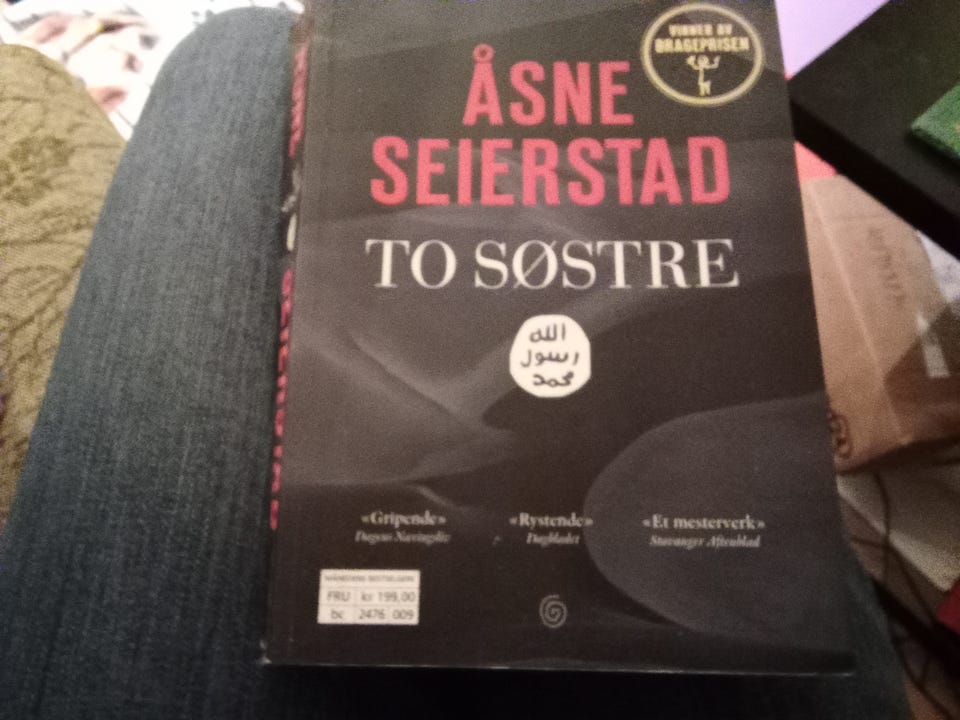 VINNER AV
BRAGEPRISEN
ÅSNE
SEIERSTAD
TO SØSTRE
الله
رسول
محمد
«Gripende»
Dagens Næringsliv
«Rystende»
Dagbladet
«Et mesterverk»
Stavanger Aftenblad
FRU kr 199,00
bc 2476 009